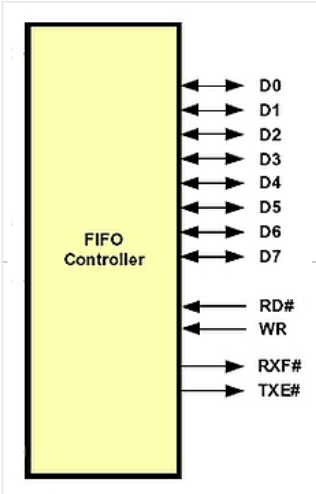 D0
D1
D2
D3
D4
D5
D6
D7
FIFO
Controller
RD#
WR
RXF#
TXE#